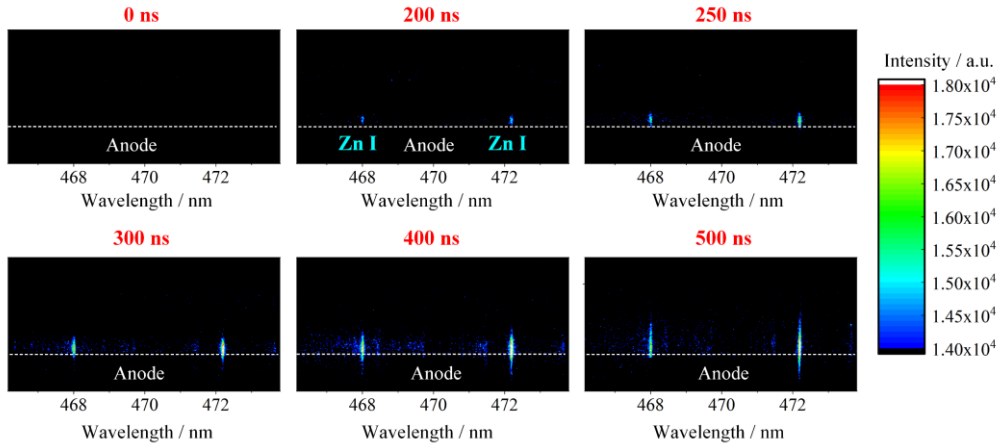 0 ns
200 ns
250 ns
Anode
Zn I
Anode
Zn I
Anode
468 470 472
468 470 472
468 470 472
Wavelength / nm
Wavelength / nm
Wavelength / nm
300 ns
400 ns
500 ns
Anode
Anode
Anode
468 470 472
468 470 472
468 470 472
Wavelength / nm
Wavelength / nm
Wavelength / nm
Intensity / a.u.
1.80x10⁴
1.75x10⁴
1.70x10⁴
1.65x10⁴
1.60x10⁴
1.55x10⁴
1.50x10⁴
1.45x10⁴
1.40x10⁴